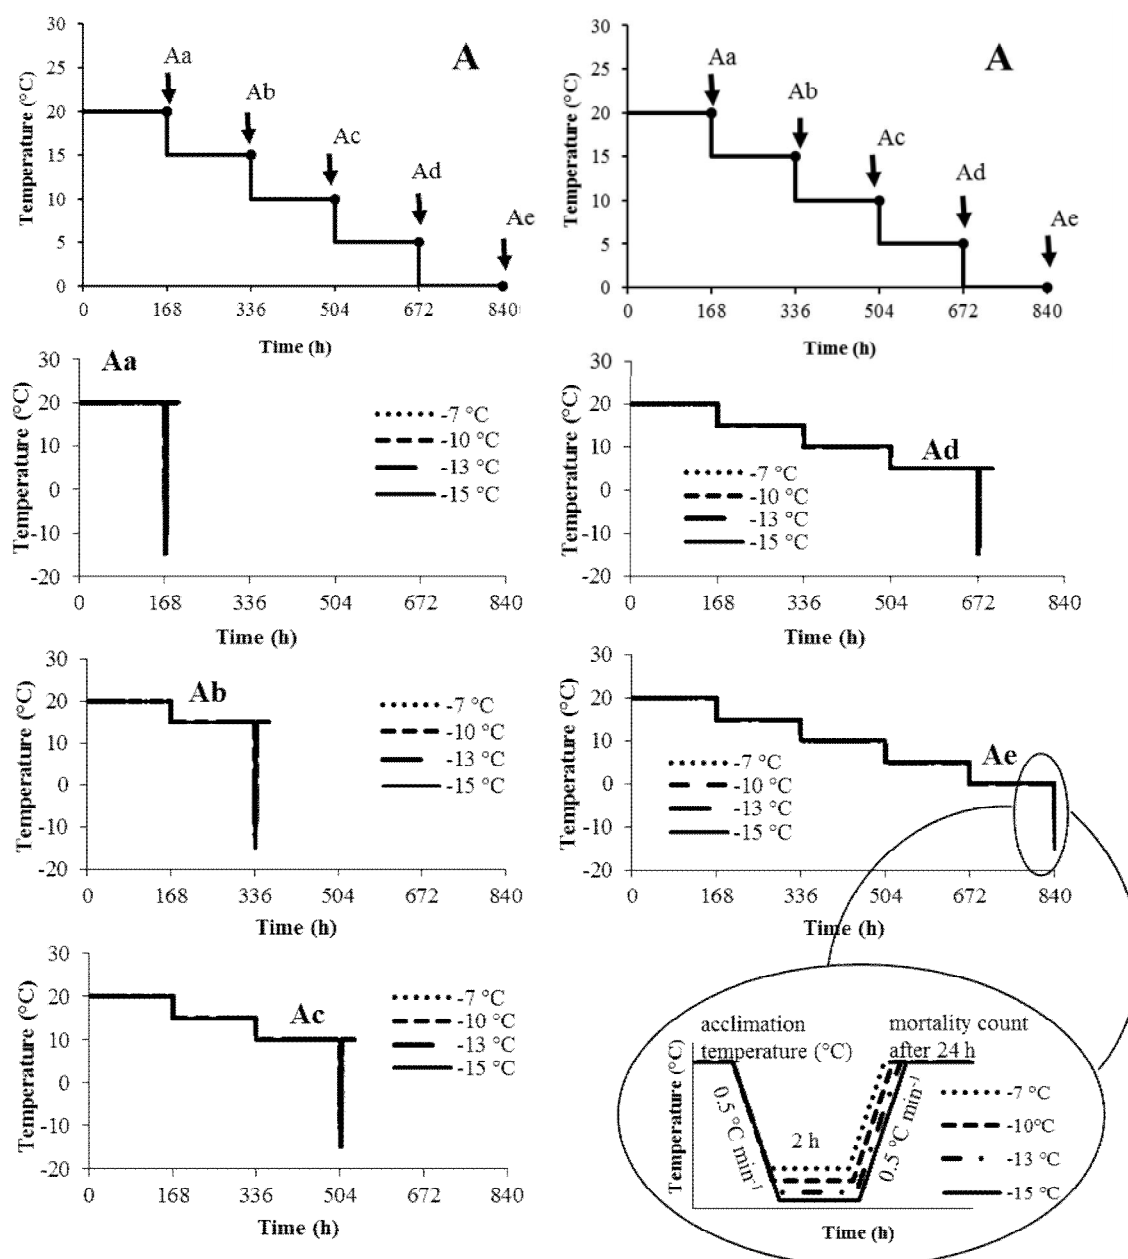 30
25
20
15
10
5
0
Temperature (°C)
Aa
Ab
Ac
Ad
Ae
A
0 168 336 504 672 840
Time (h)
30
25
20
15
10
5
0
Temperature (°C)
Aa
Ab
Ac
Ad
Ae
A
0 168 336 504 672 840
Time (h)
Aa
30
20
10
0
-10
-20
Temperature (°C)
-7 °C
-10 °C
-13 °C
-15 °C
0 168 336 504 672 840
Time (h)
Ad
30
20
10
0
-10
-20
Temperature (°C)
-7 °C
-10 °C
-13 °C
-15 °C
0 168 336 504 672 840
Time (h)
Ab
30
20
10
0
-10
-20
Temperature (°C)
-7 °C
-10 °C
-13 °C
-15 °C
0 168 336 504 672 840
Time (h)
Ae
30
20
10
0
-10
-20
Temperature (°C)
-7 °C
-10 °C
-13 °C
-15 °C
0 168 336 504 672 840
Time (h)
Ac
30
20
10
0
-10
-20
Temperature (°C)
-7 °C
-10 °C
-13 °C
-15 °C
0 168 336 504 672 840
Time (h)
acclimation
temperature (°C)
mortality count
after 24 h
Temperature (°C)
0.5 °C min⁻¹
2 h
0.5 °C min⁻¹
-7 °C
-10°C
-13 °C
-15 °C
Time (h)